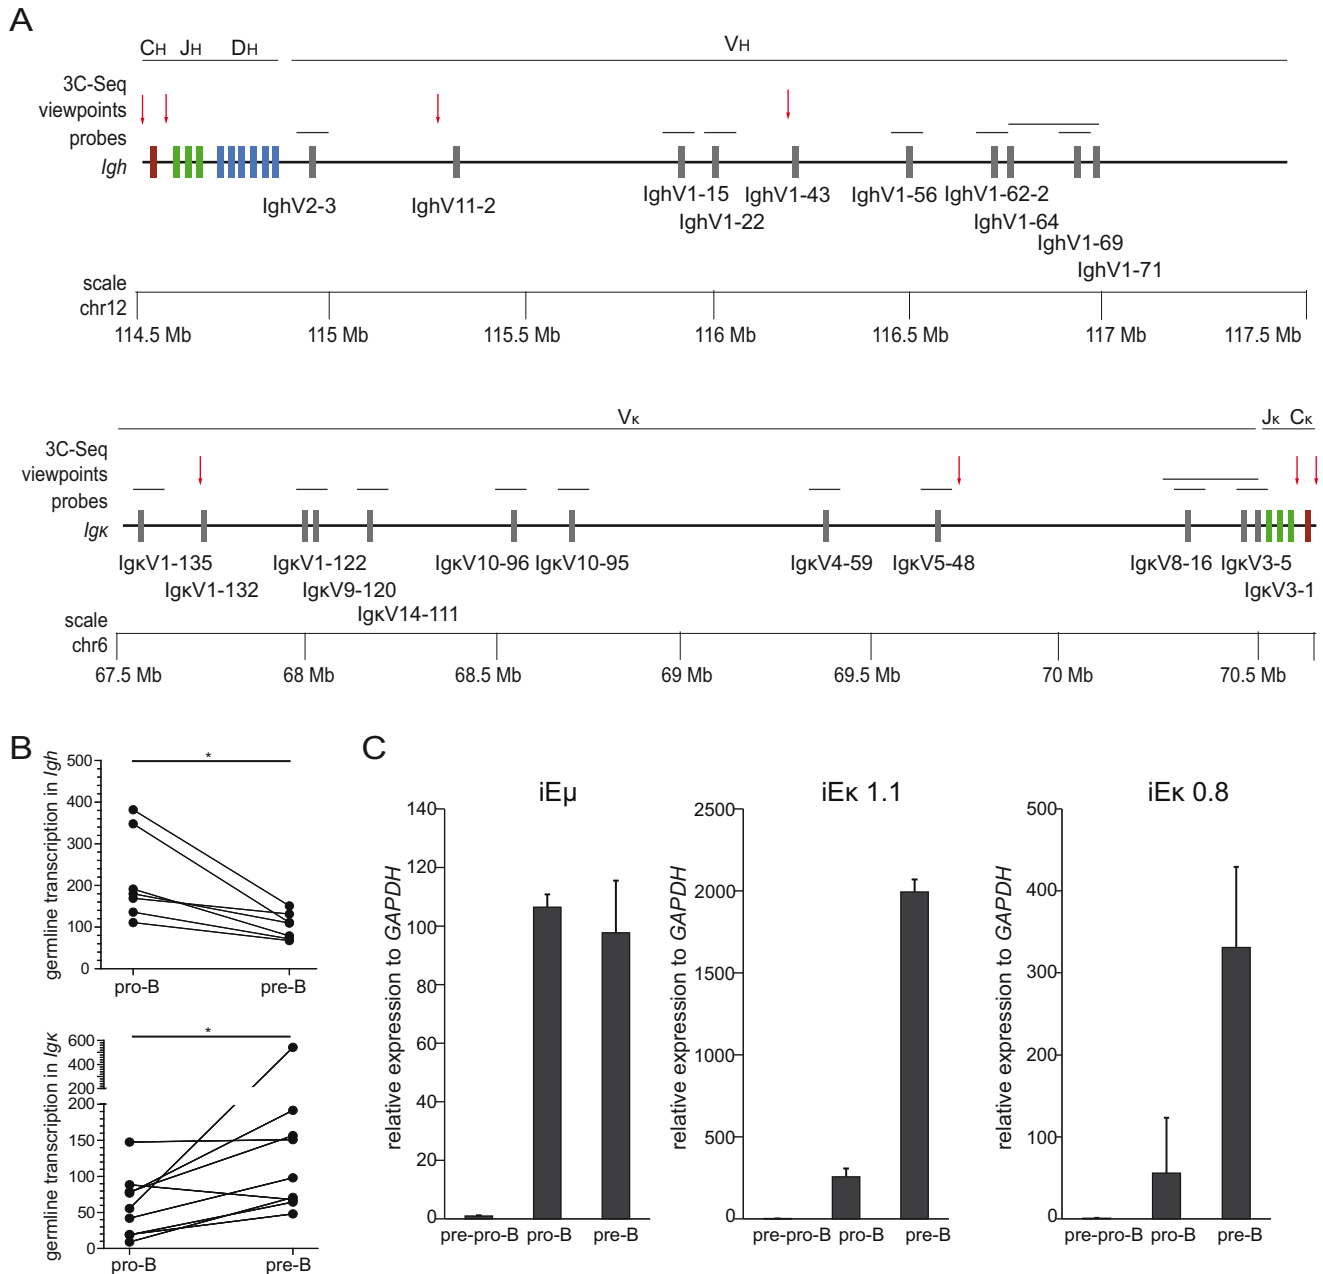 A
CH JH DH VH
3C-Seq
viewpoints
probes
Igh
IghV2-3 IghV11-2 IghV1-15 IghV1-43 IghV1-56 IghV1-62-2
IghV1-22 IghV1-64
IghV1-69
IghV1-71
scale
chr12
114.5 Mb 115 Mb 115.5 Mb 116 Mb 116.5 Mb 117 Mb 117.5 Mb
Vκ Jκ Cκ
3C-Seq
viewpoints
probes
Igκ
IgκV1-135 IgκV1-122 IgκV10-96 IgκV10-95 IgκV4-59 IgκV5-48 IgκV8-16 IgκV3-5
IgκV1-132 IgκV9-120 IgκV3-1
IgκV14-111
scale
chr6
67.5 Mb 68 Mb 68.5 Mb 69 Mb 69.5 Mb 70 Mb 70.5 Mb
B
germline transcription in Igh
500
400
300
200
100
0
*
pro-B pre-B
germline transcription in Igκ
600
400
200
200
150
100
50
0
*
pro-B pre-B
C
iEμ
relative expression to GAPDH
140
120
100
80
60
40
20
0
pre-pro-B pro-B pre-B
iEκ 1.1
relative expression to GAPDH
2500
2000
1500
1000
500
0
pre-pro-B pro-B pre-B
iEκ 0.8
relative expression to GAPDH
500
400
300
200
100
0
pre-pro-B pro-B pre-B